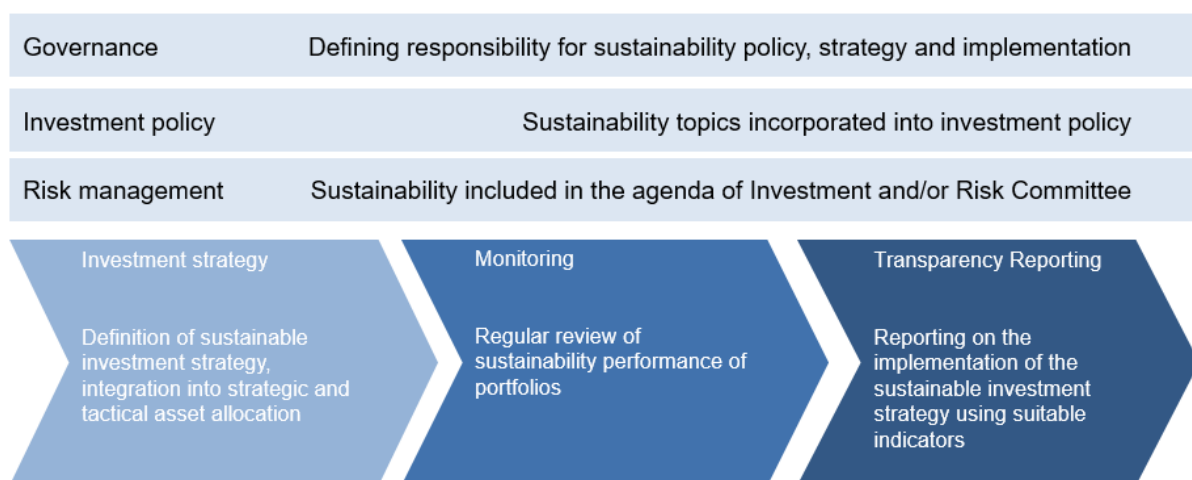 Governance
Defining responsibility for sustainability policy, strategy and implementation
Investment policy
Sustainability topics incorporated into investment policy
Risk management
Sustainability included in the agenda of Investment and/or Risk Committee
Investment strategy
Definition of sustainable
investment strategy,
integration into strategic and
tactical asset allocation
Monitoring
Regular review of
sustainability performance of
portfolios
Transparency Reporting
Reporting on the
implementation of the
sustainable investment
strategy using suitable
indicators